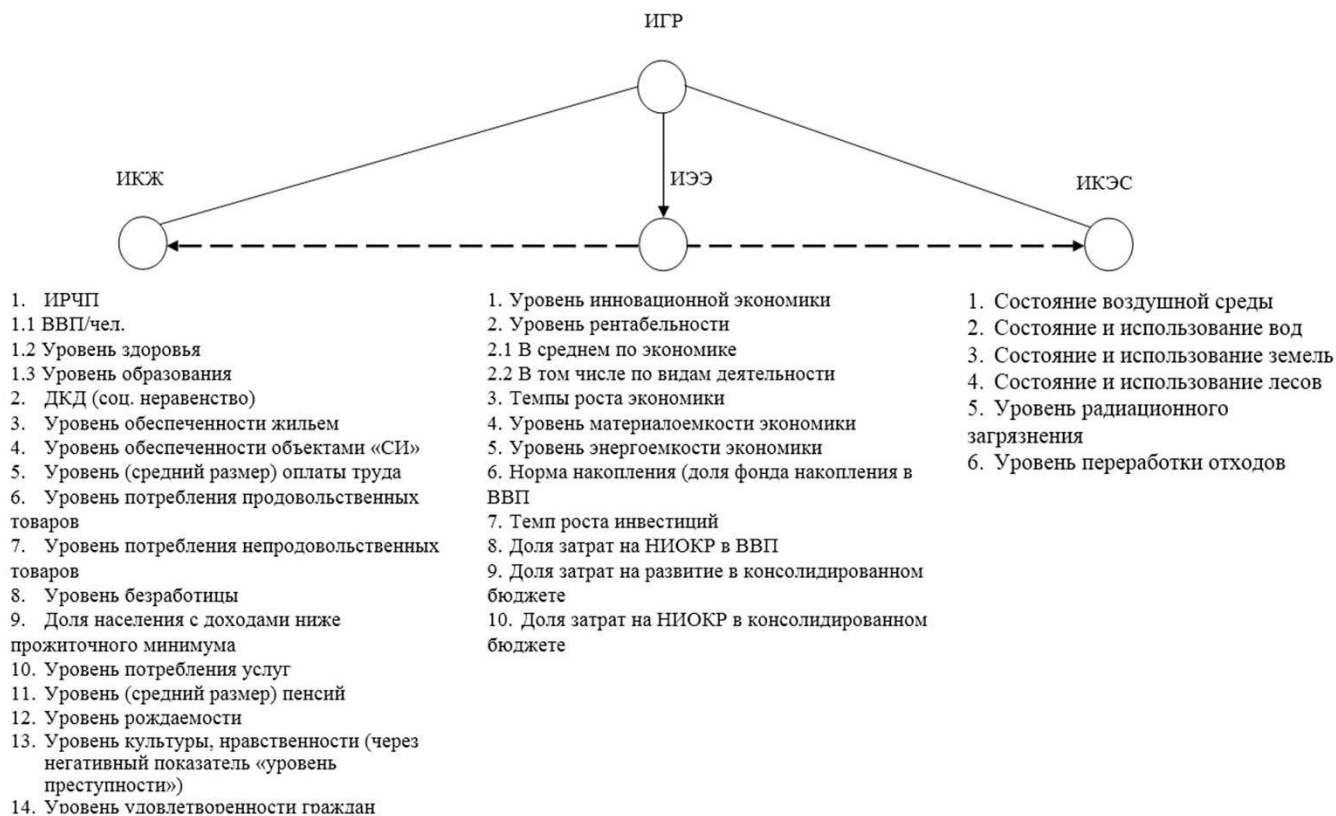 ИГР
ИКЖ
ИЭЭ
ИКЭС
1. ИРЧП
1.1 ВВП/чел.
1.2 Уровень здоровья
1.3 Уровень образования
2. ДКД (соц. неравенство)
3. Уровень обеспеченности жильем
4. Уровень обеспеченности объектами «СИ»
5. Уровень (средний размер) оплаты труда
6. Уровень потребления продовольственных
товаров
7. Уровень потребления непродовольственных
товаров
8. Уровень безработицы
9. Доля населения с доходами ниже
прожиточного минимума
10. Уровень потребления услуг
11. Уровень (средний размер) пенсий
12. Уровень рождаемости
13. Уровень культуры, нравственности (через
негативный показатель «уровень
преступности»)
14. Уровень удовлетворенности граждан
1. Уровень инновационной экономики
2. Уровень рентабельности
2.1 В среднем по экономике
2.2 В том числе по видам деятельности
3. Темпы роста экономики
4. Уровень материалоемкости экономики
5. Уровень энергоемкости экономики
6. Норма накопления (доля фонда накопления в
ВВП
7. Темп роста инвестиций
8. Доля затрат на НИОКР в ВВП
9. Доля затрат на развитие в консолидированном
бюджете
10. Доля затрат на НИОКР в консолидированном
бюджете
1. Состояние воздушной среды
2. Состояние и использование вод
3. Состояние и использование земель
4. Состояние и использование лесов
5. Уровень радиационного
загрязнения
6. Уровень переработки отходов